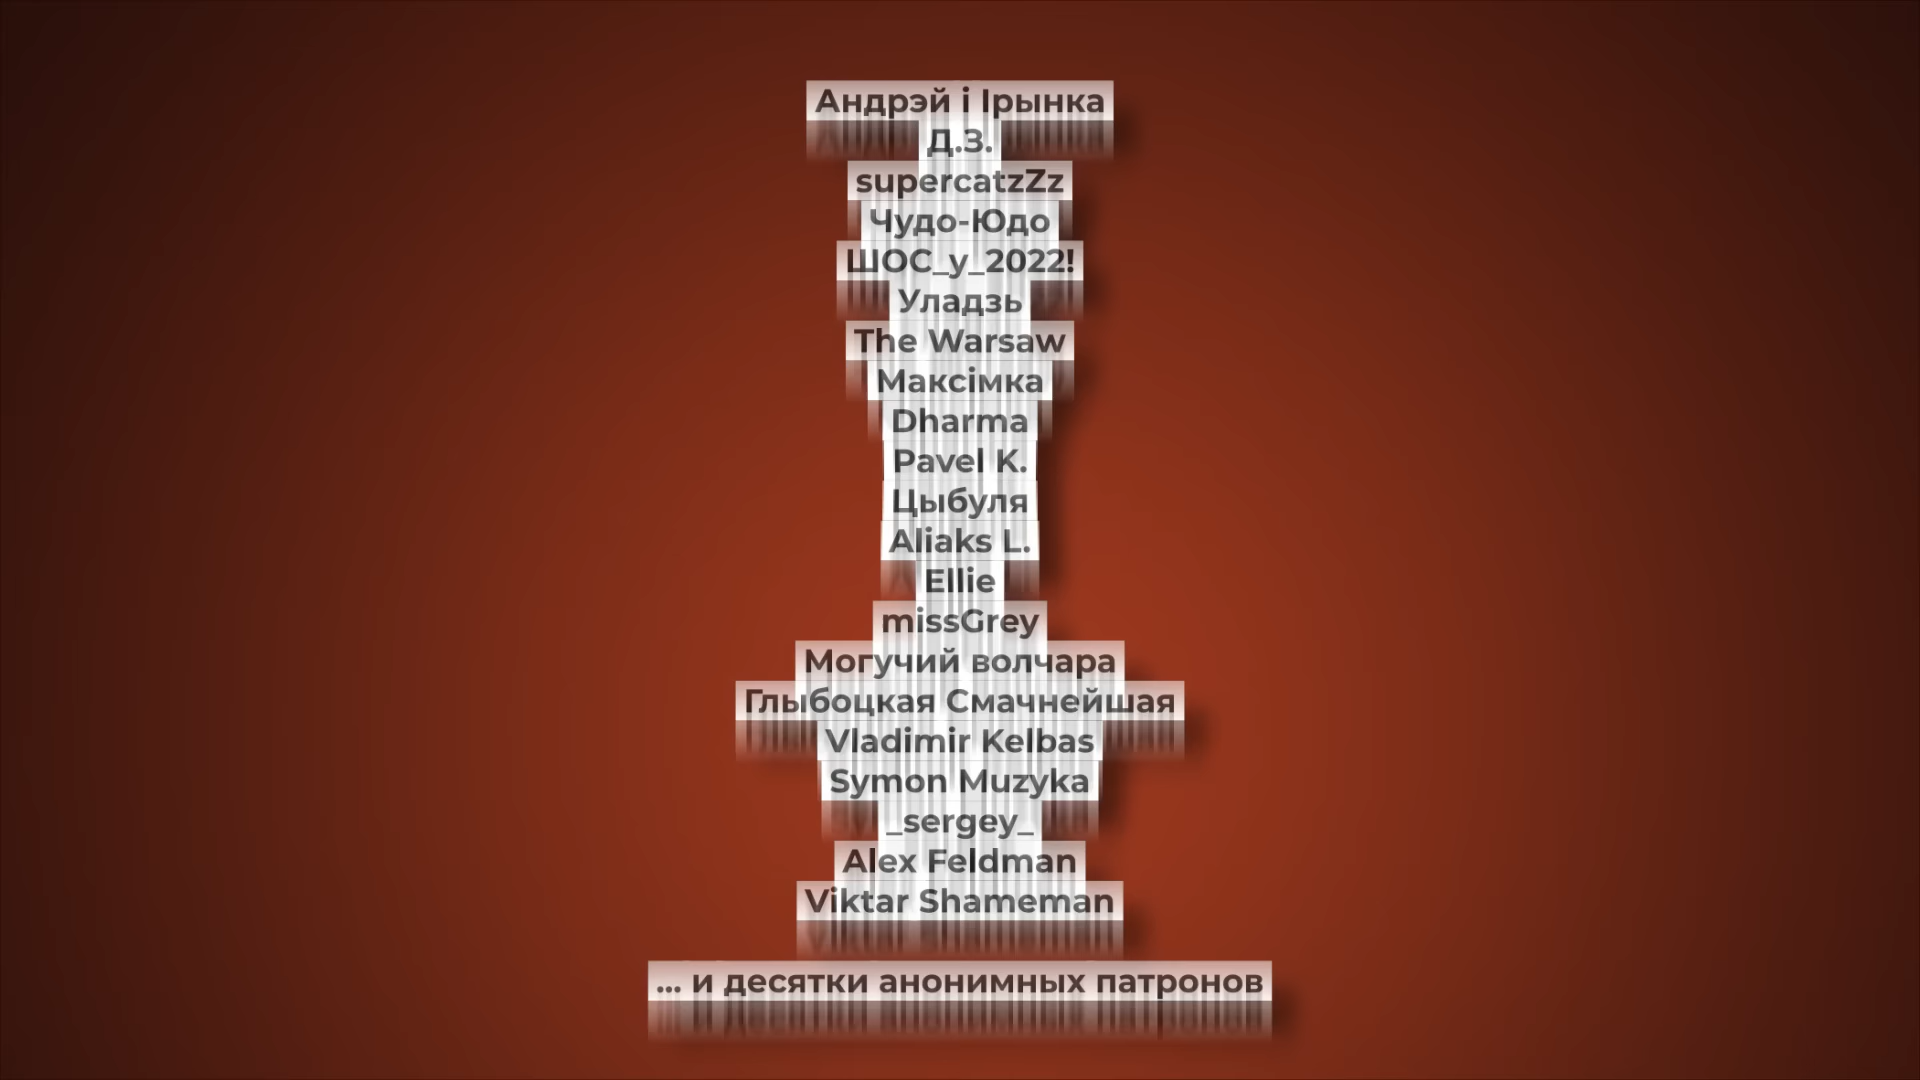 Андрэй і Ірынка
Д.З.
supercatzZz
Чудо-Юдо
ШОС_у_2022!
Уладзь
The Warsaw
Максімка
Dharma
Pavel K.
Цыбуля
Aliaks L.
Ellie
missGrey
Могучий волчара
Глыбоцкая Смачнейшая
Vladimir Kelbas
Symon Muzyka
_sergey_
Alex Feldman
Viktar Shameman
... и десятки анонимных патронов